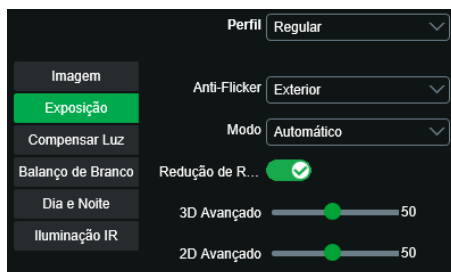 Perfil Regular
Imagem
Anti-Flicker Exterior
Exposição
Compensar Luz
Modo Automático
Balanço de Branco
Redução de R...
Dia e Noite
3D Avançado 50
Iluminação IR
2D Avançado 50